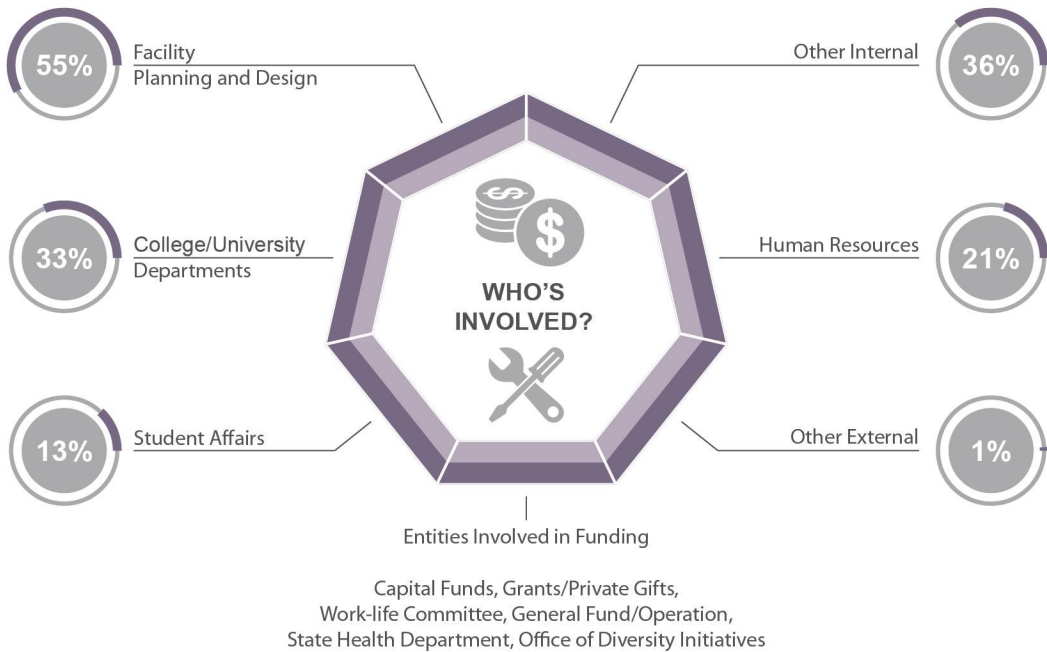 55%
Facility
Planning and Design
Other Internal
36%
33%
College/University
Departments
Human Resources
21%
$
$
WHO'S
INVOLVED?
13%
Student Affairs
Other External
1%
Entities Involved in Funding
Capital Funds, Grants/Private Gifts,
Work-life Committee, General Fund/Operation,
State Health Department, Office of Diversity Initiatives